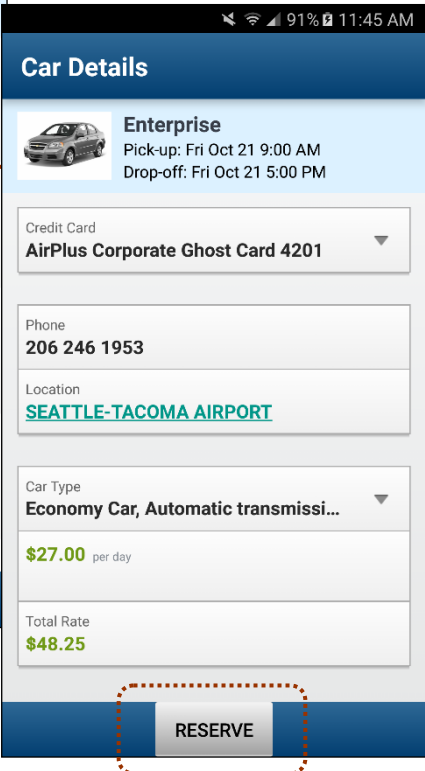 91% 11:45 AM
Car Details
Enterprise
Pick-up: Fri Oct 21 9:00 AM
Drop-off: Fri Oct 21 5:00 PM
Credit Card
AirPlus Corporate Ghost Card 4201
Phone
206 246 1953
Location
SEATTLE-TACOMA AIRPORT
Car Type
Economy Car, Automatic transmissi...
$27.00 per day
Total Rate
$48.25
RESERVE